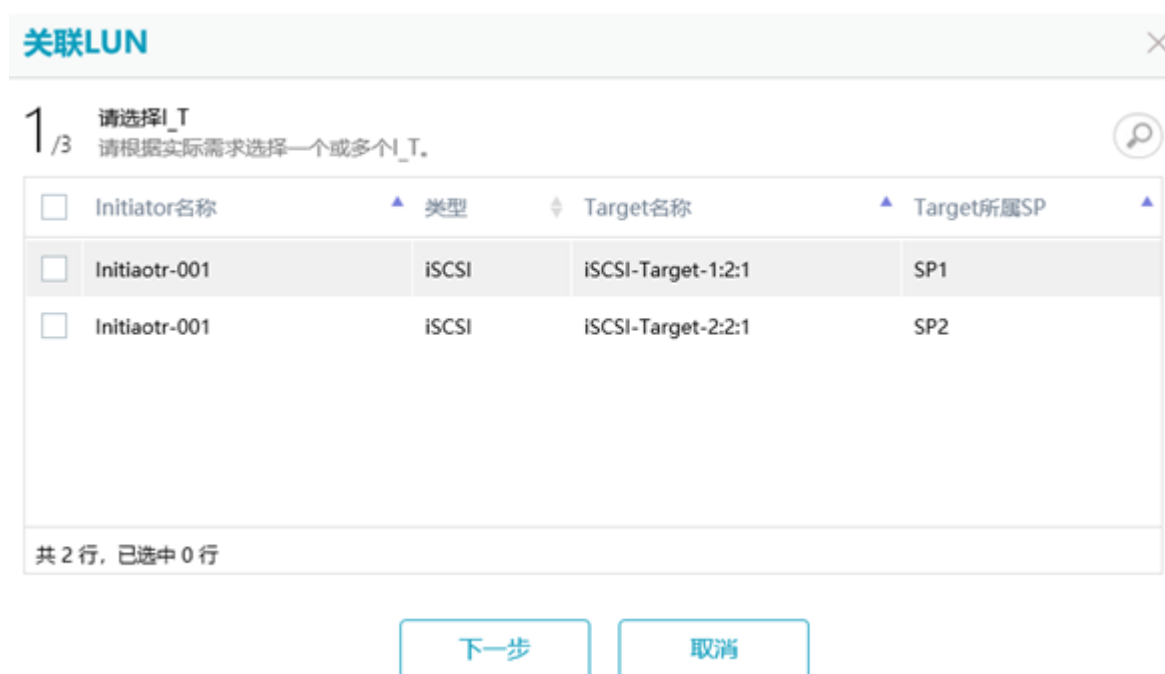 关联LUN
1/3
请选择I_T
请根据实际需求选择一个或多个I_T。
Initiator名称 类型 Target名称 Target所属SP
Initiaotr-001 iSCSI iSCSI-Target-1:2:1 SP1
Initiaotr-001 iSCSI iSCSI-Target-2:2:1 SP2
共 2 行，已选中 0 行
下一步 取消